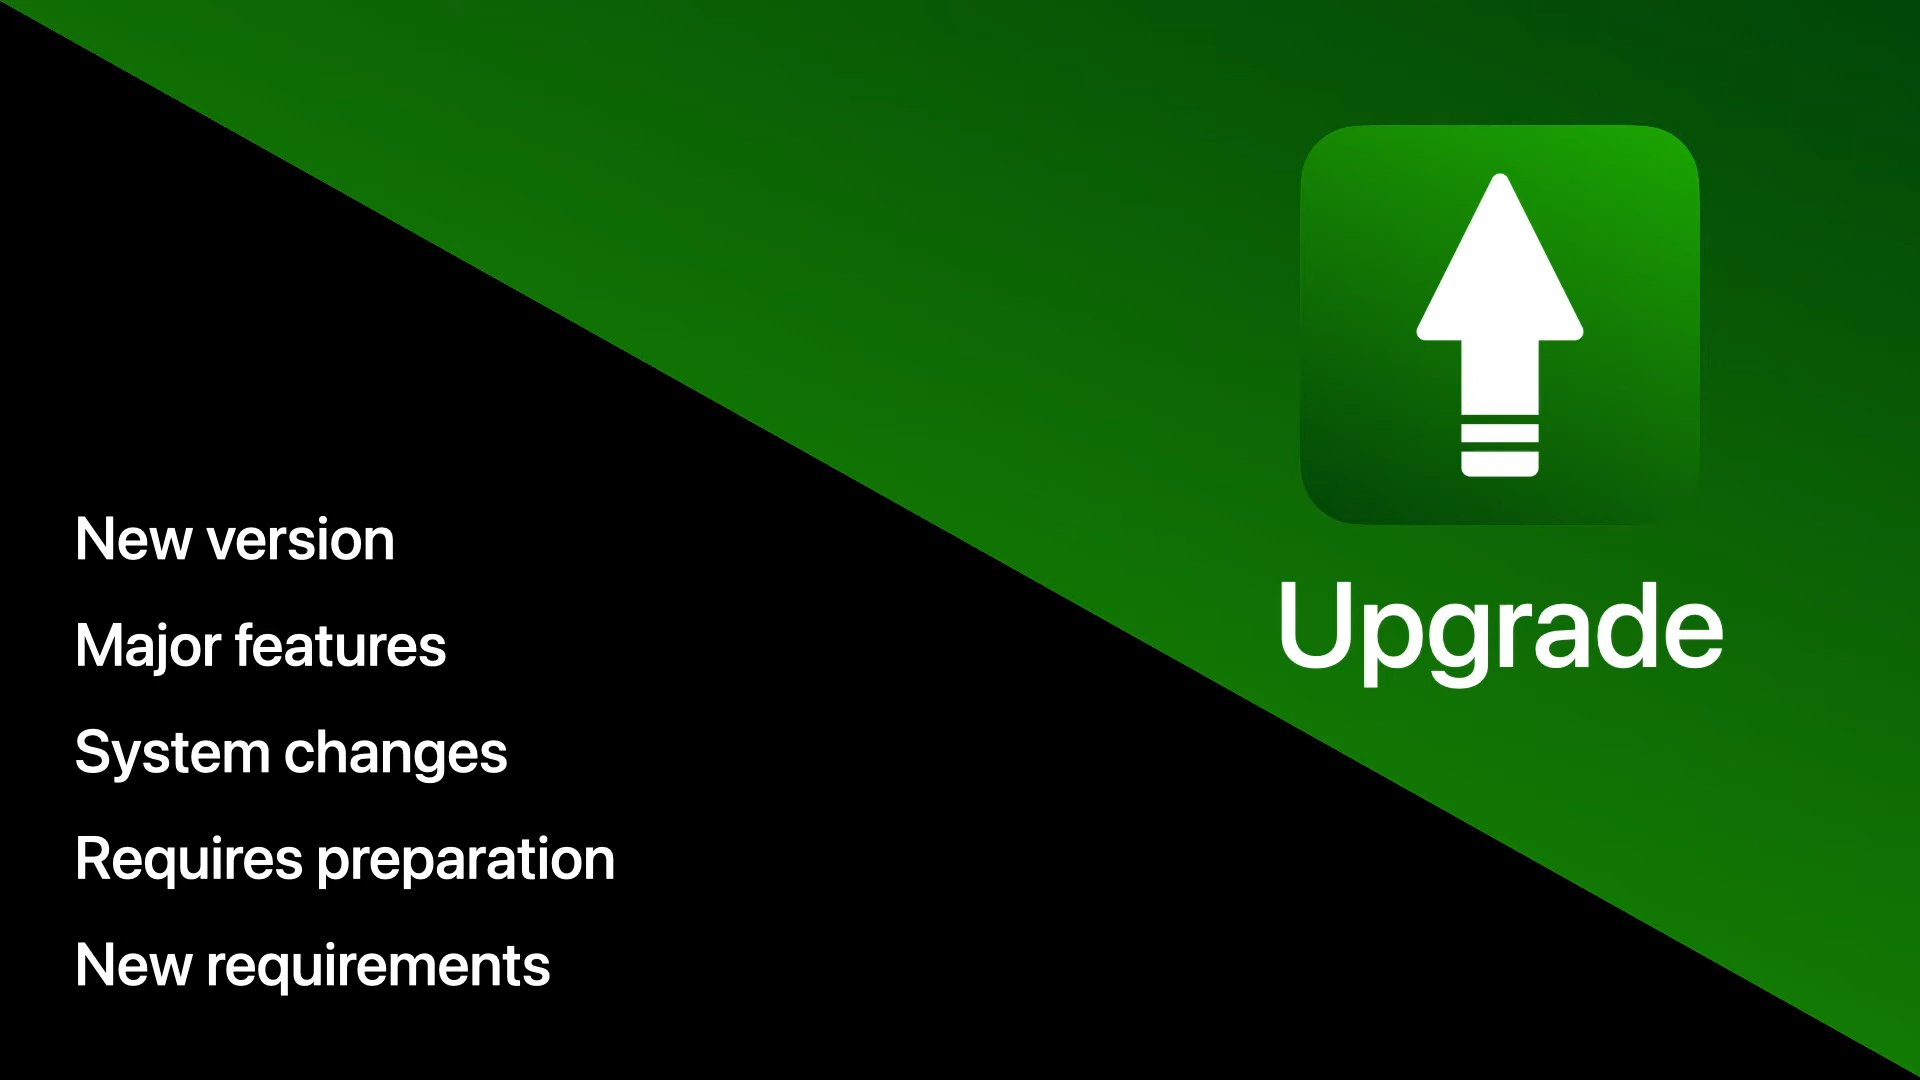 Upgrade
New version
Major features
System changes
Requires preparation
New requirements